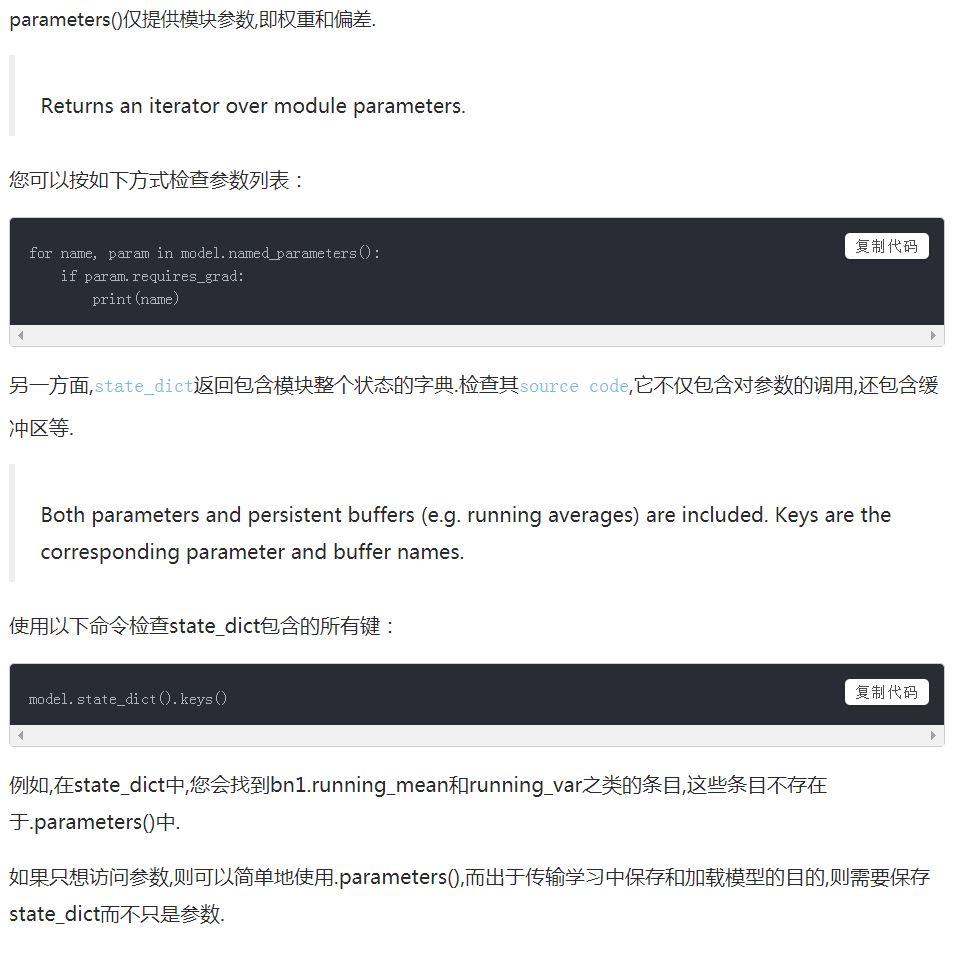 parameters()仅提供模块参数,即权重和偏差.
Returns an iterator over module parameters.
您可以按如下方式检查参数列表：
复制代码
for name, param in model.named_parameters():
    if param.requires_grad:
        print(name)
另一方面,state_dict返回包含模块整个状态的字典.检查其source code,它不仅包含对参数的调用,还包含缓
冲区等.
Both parameters and persistent buffers (e.g. running averages) are included. Keys are the
corresponding parameter and buffer names.
使用以下命令检查state_dict包含的所有键：
复制代码
model.state_dict().keys()
例如,在state_dict中,您会找到bn1.running_mean和running_var之类的条目,这些条目不存在
于.parameters()中.
如果只想访问参数,则可以简单地使用.parameters(),而出于传输学习中保存和加载模型的目的,则需要保存
state_dict而不只是参数.